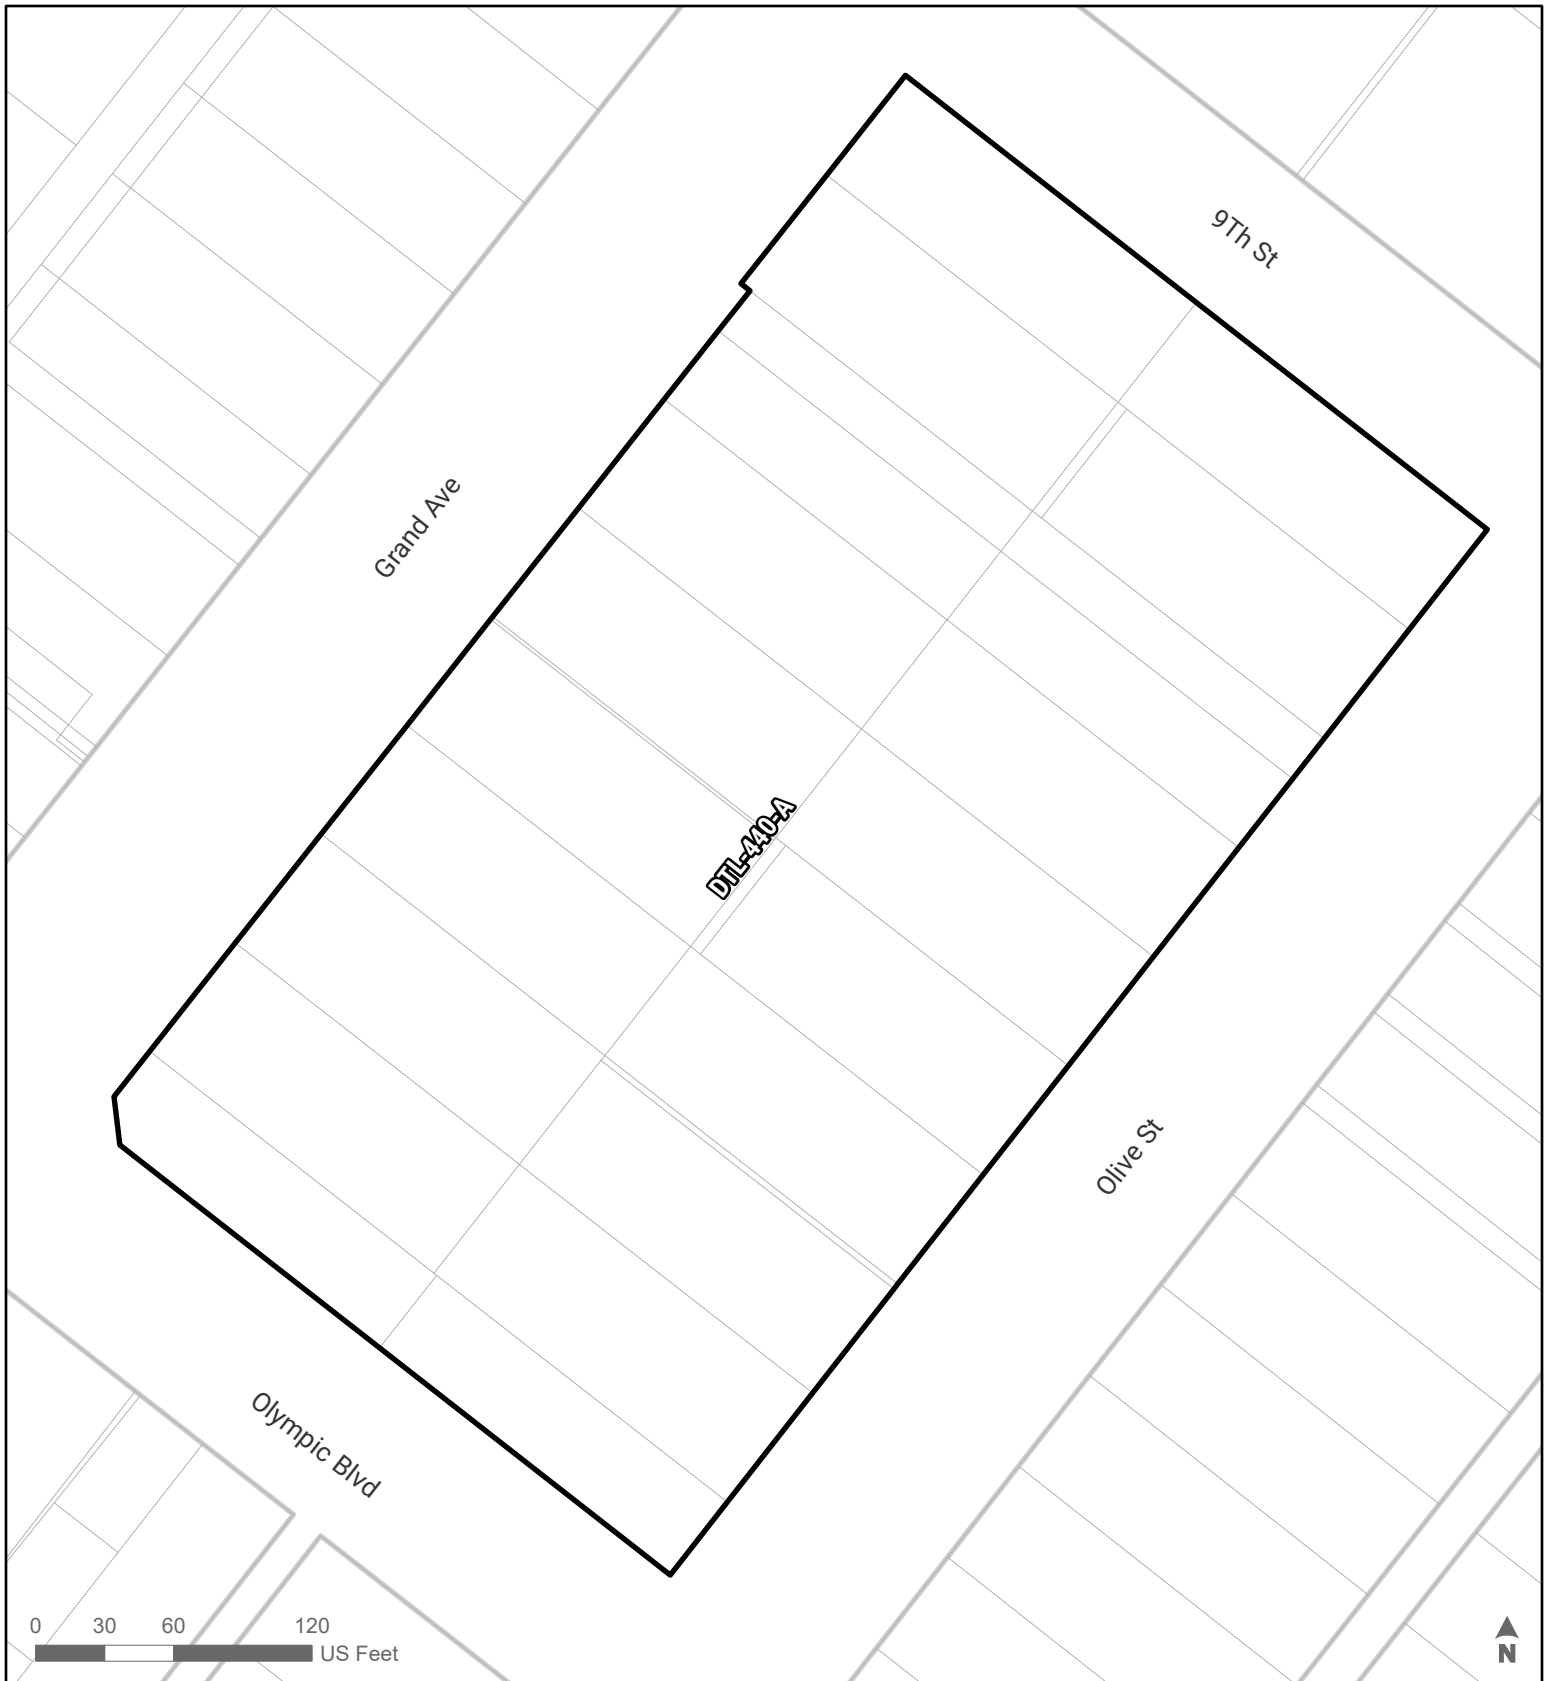 9Th St
Grand Ave
DTL-440-A
Olive St
Olympic Blvd
0 30 60 120
US Feet
N